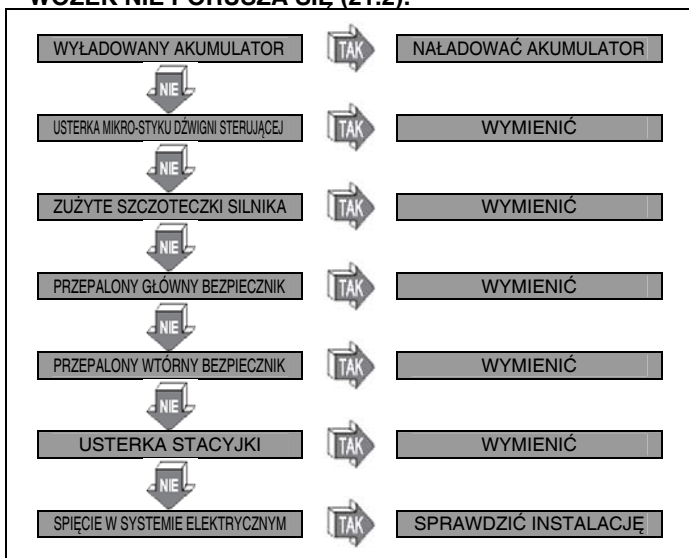 WÓZEK NIE PORUSZA SIĘ (21.2):
WYŁADOWANY AKUMULATOR TAK NAŁADOWAĆ AKUMULATOR
NIE
USTERKA MIKRO-STYKU DŹWIGNI STERUJĄCEJ TAK WYMIENIĆ
NIE
ZUŻYTE SZCZOTECZKI SILNIKA TAK WYMIENIĆ
NIE
PRZEPALONY GŁÓWNY BEZPIECZNIK TAK WYMIENIĆ
NIE
PRZEPALONY WTÓRNY BEZPIECZNIK TAK WYMIENIĆ
NIE
USTERKA STACYJKI TAK WYMIENIĆ
NIE
SPIĘCIE W SYSTEMIE ELEKTRYCZNYM TAK SPRAWDZIĆ INSTALACJĘ